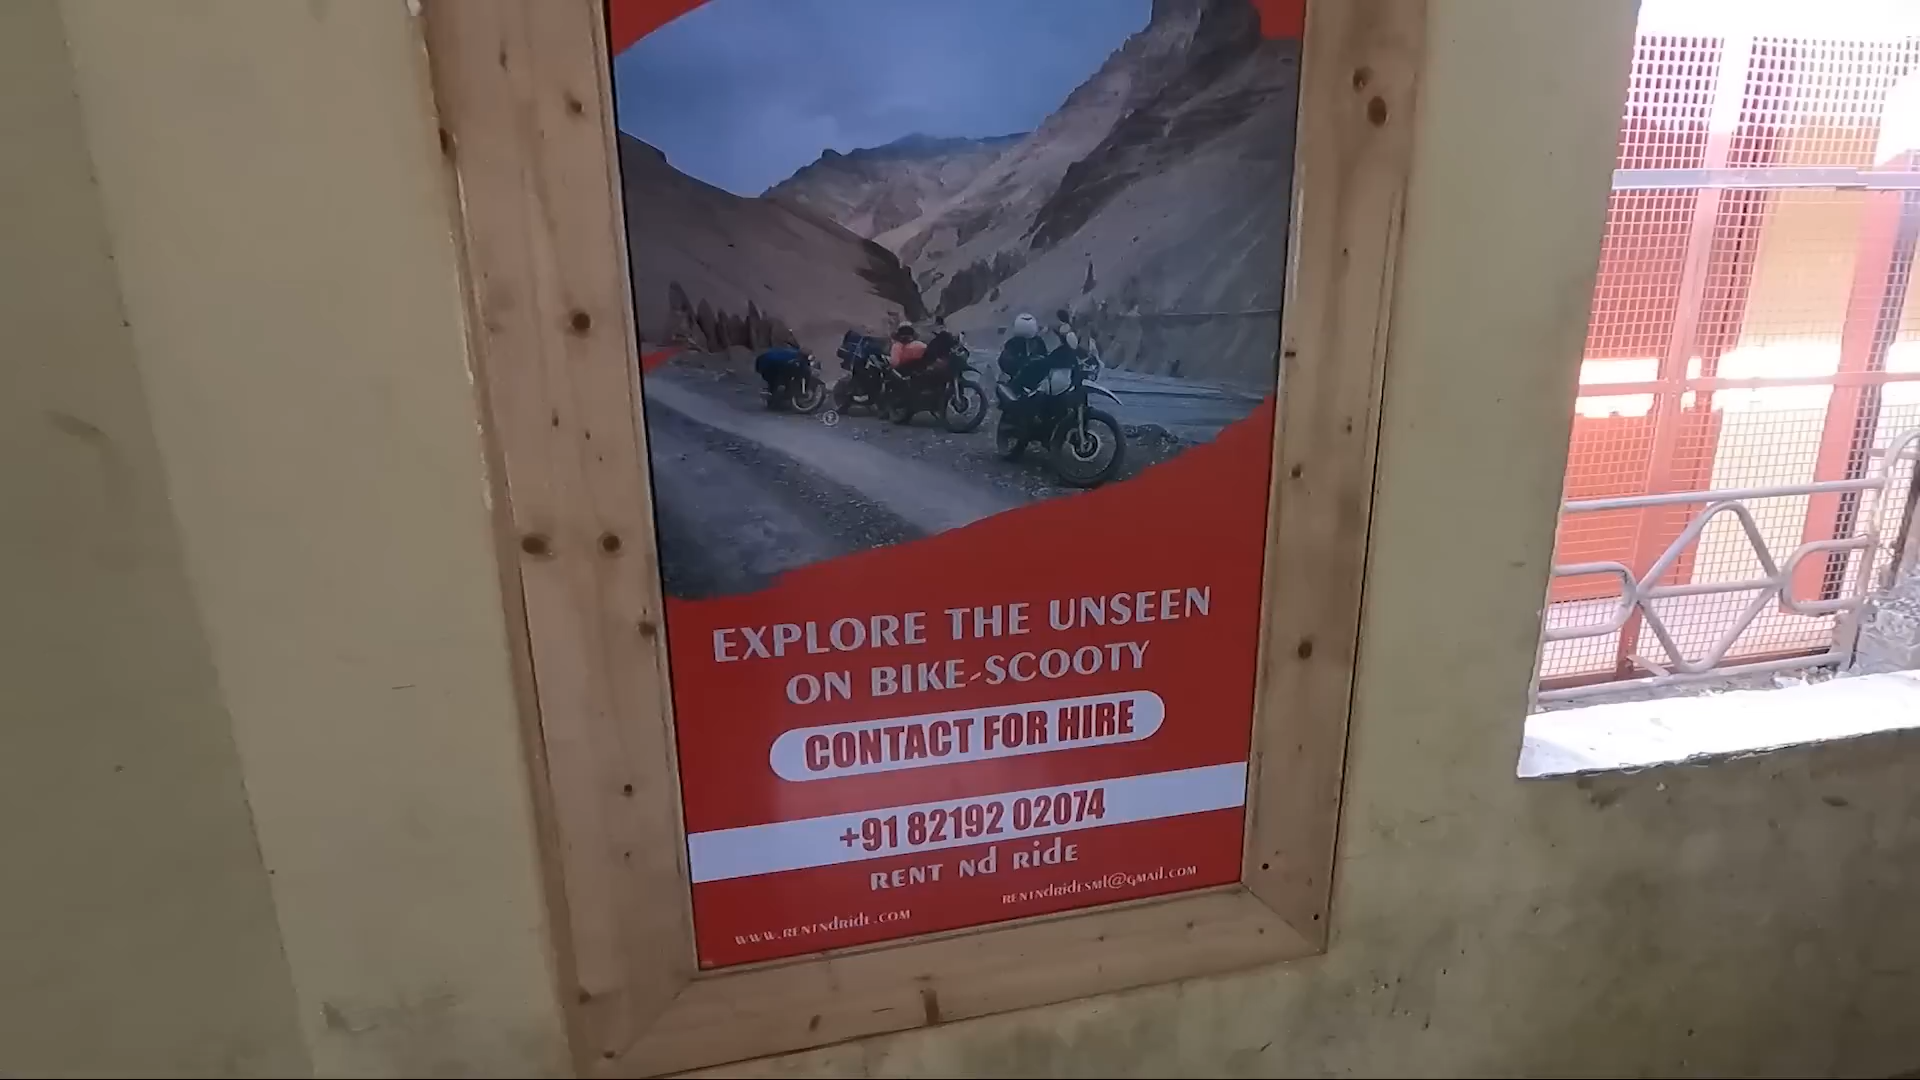 EXPLORE THE UNSEEN
ON BIKE-SCOOTY
CONTACT FOR HIRE
+91 82192 02074
RENT Nd RidE
www.RENTNdRidE.COM
RENTNdRidESML@GMAIL.COM